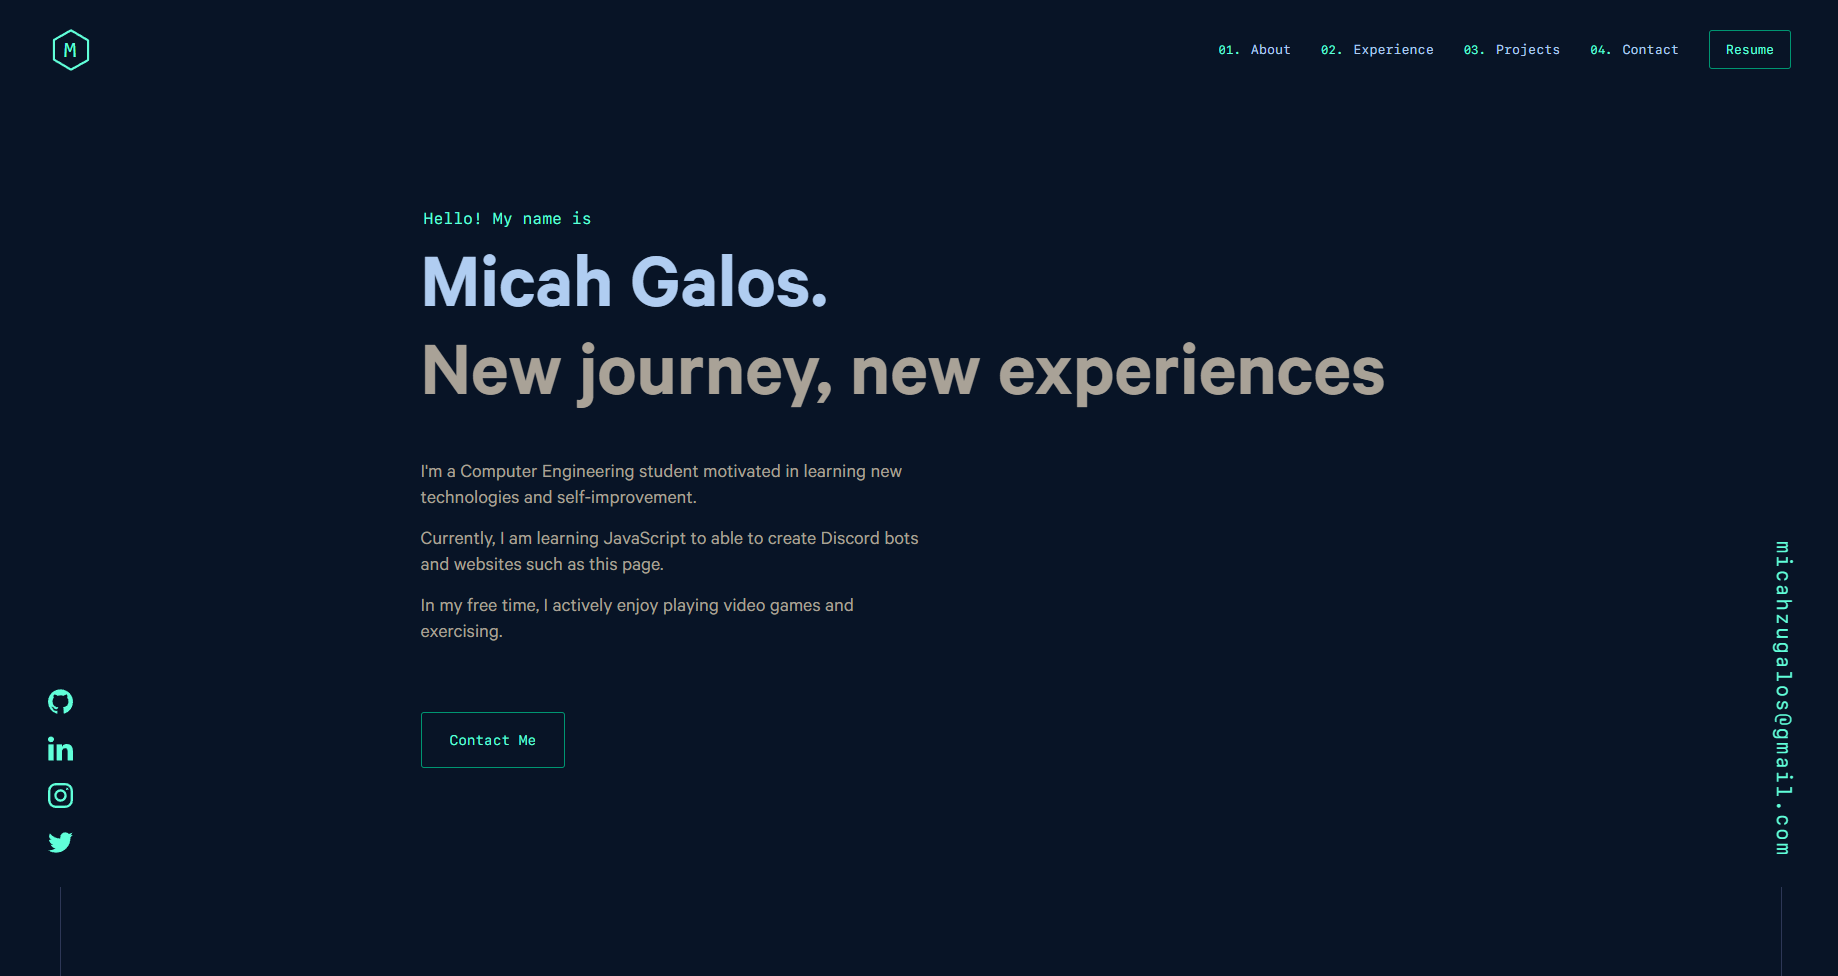 M
01. About 02. Experience 03. Projects 04. Contact Resume
Hello! My name is
Micah Galos.
New journey, new experiences
I'm a Computer Engineering student motivated in learning new
technologies and self-improvement.
Currently, I am learning JavaScript to able to create Discord bots
and websites such as this page.
In my free time, I actively enjoy playing video games and
exercising.
Contact Me
in
micahzugalos@gmail.com